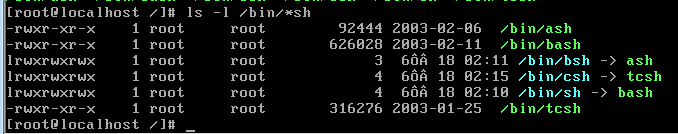 [root@localhost /]# ls -l /bin/*sh
-rwxr-xr-x 1 root root 92444 2003-02-06 /bin/ash
-rwxr-xr-x 1 root root 626028 2003-02-11 /bin/bash
lrwxrwxrwx 1 root root 3 6ÔÂ 18 02:11 /bin/bsh -> ash
lrwxrwxrwx 1 root root 4 6ÔÂ 18 02:15 /bin/csh -> tcsh
lrwxrwxrwx 1 root root 4 6ÔÂ 18 02:10 /bin/sh -> bash
-rwxr-xr-x 1 root root 316276 2003-01-25 /bin/tcsh
[root@localhost /]# _